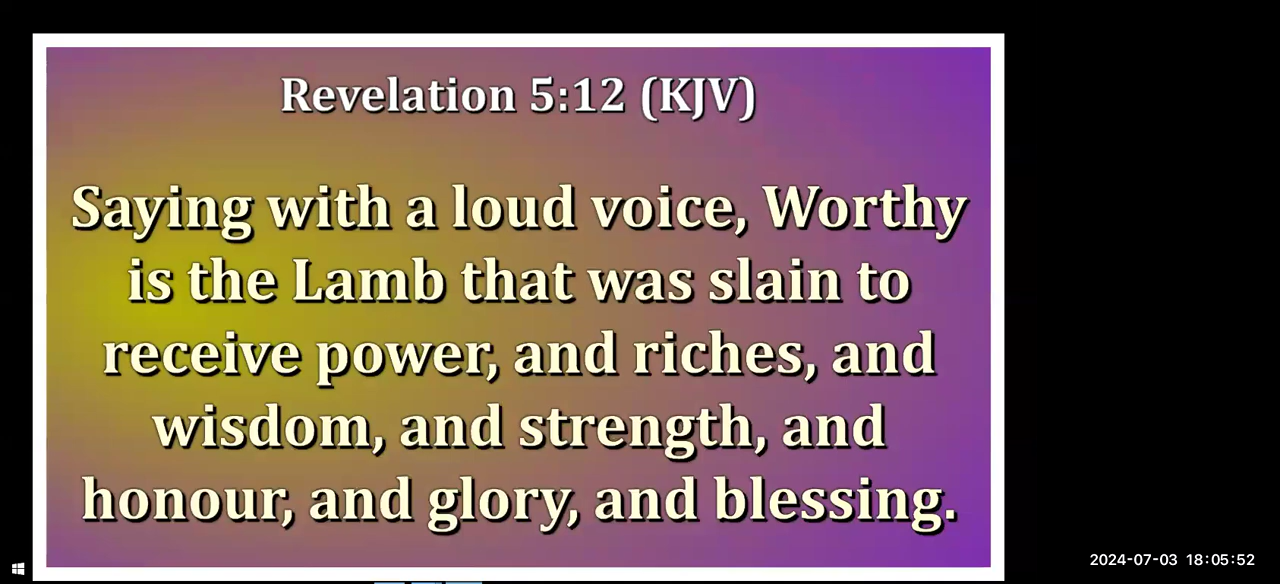 Revelation 5:12 (KJV)
Saying with a loud voice, Worthy
is the Lamb that was slain to
receive power, and riches, and
wisdom, and strength, and
honour, and glory, and blessing.
2024-07-03 18:05:52